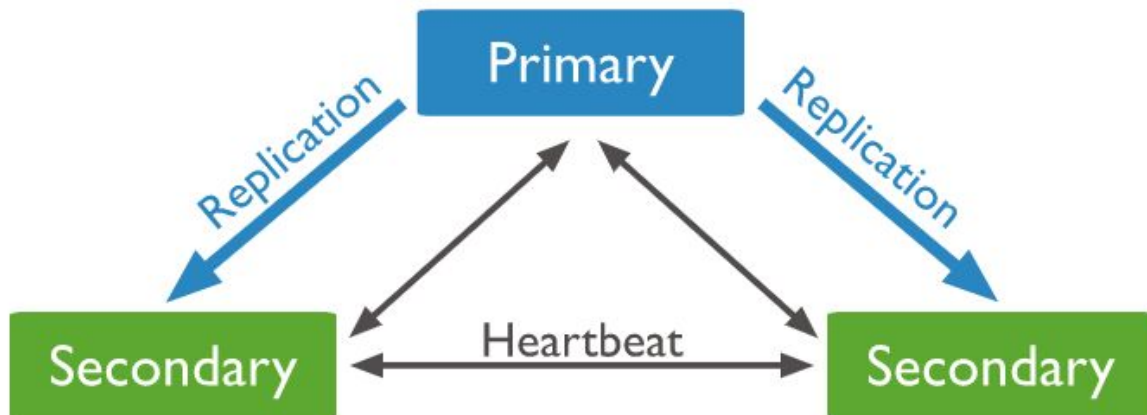 Primary
Replication
Replication
Heartbeat
Secondary
Secondary